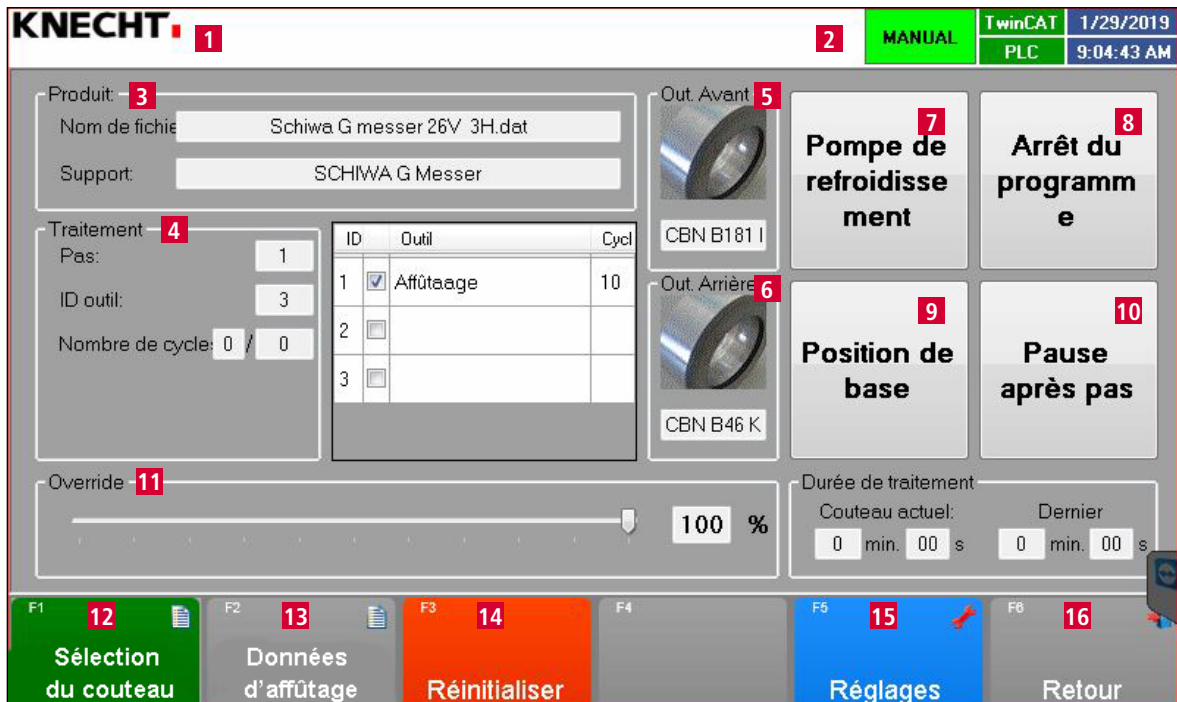 KNECHT
1
2
MANUAL
TwinCAT
1/29/2019
PLC
9:04:43 AM
Produit:
3
Nom de fichie
Schiwa G messer 26V 3H.dat
Support:
SCHIWA G Messer
Traitement
4
Pas:
1
ID outil:
3
Nombre de cycle:
0 / 0
ID Outil Cycl
1 Affûtaage 10
2
3
Out. Avant
5
CBN B181 I
Out. Arrière
6
CBN B46 K
7
Pompe de
refroidisse
ment
8
Arrêt du
programm
e
9
Position de
base
10
Pause
après pas
Override
11
100 %
Durée de traitement
Couteau actuel:
0 min. 00 s
Dernier
0 min. 00 s
F1
12
Sélection
du couteau
F2
13
Données
d'affûtage
F3
14
Réinitialiser
F4
F5
15
Réglages
F6
16
Retour